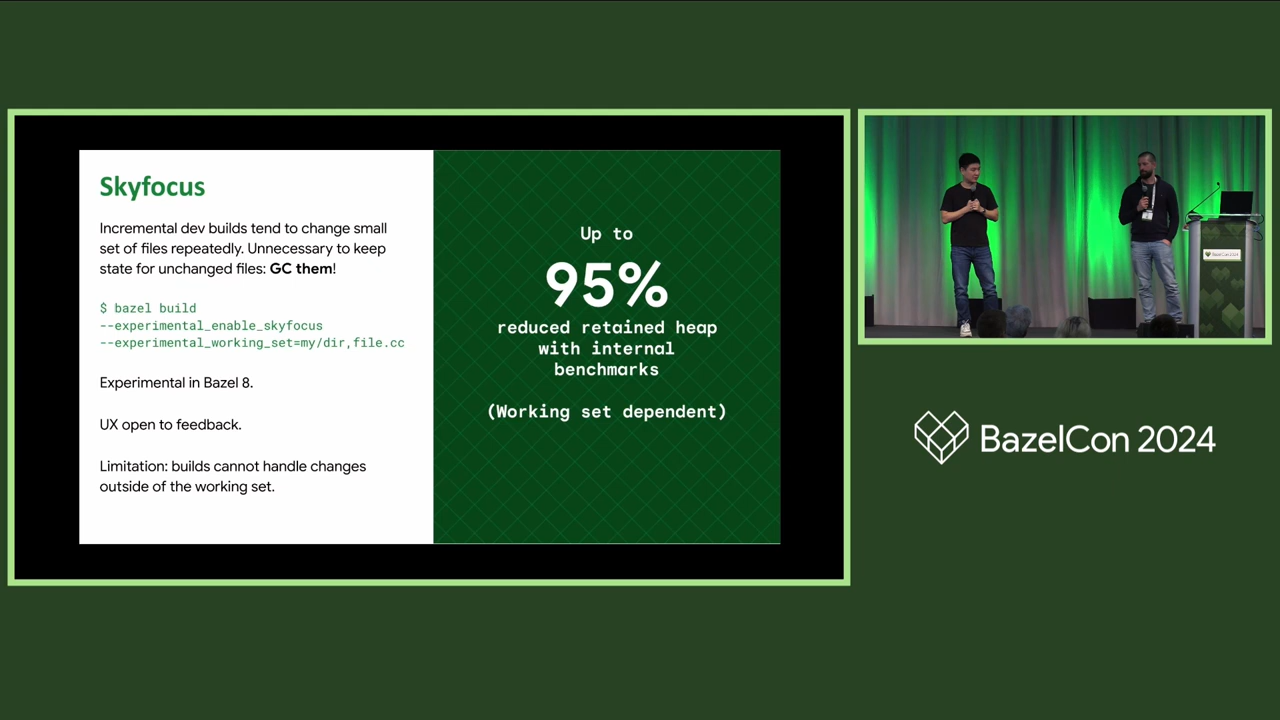 Skyfocus
Incremental dev builds tend to change small
set of files repeatedly. Unnecessary to keep
state for unchanged files: GC them!
$ bazel build
--experimental_enable_skyfocus
--experimental_working_set=my/dir,file.cc
Experimental in Bazel 8.
UX open to feedback.
Limitation: builds cannot handle changes
outside of the working set.
Up to
95%
reduced retained heap
with internal
benchmarks
(Working set dependent)
BazelCon 2024